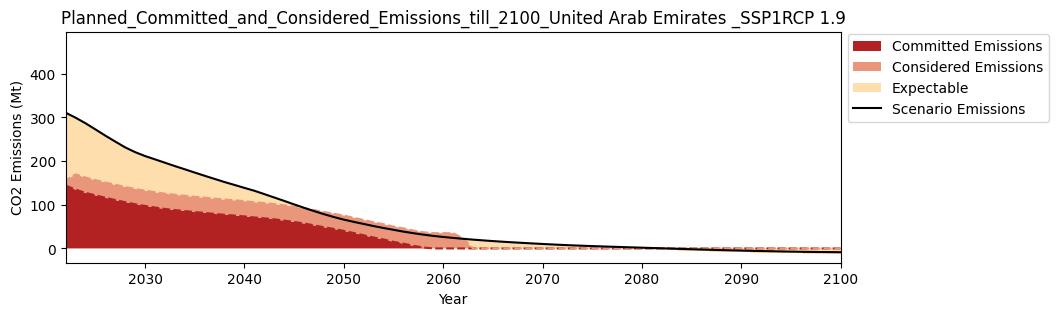 Planned_Committed_and_Considered_Emissions_till_2100_United Arab Emirates _SSP1RCP 1.9
Committed Emissions
Considered Emissions
Expectable
Scenario Emissions
CO2 Emissions (Mt)
400
300
200
100
0
2030 2040 2050 2060 2070 2080 2090 2100
Year